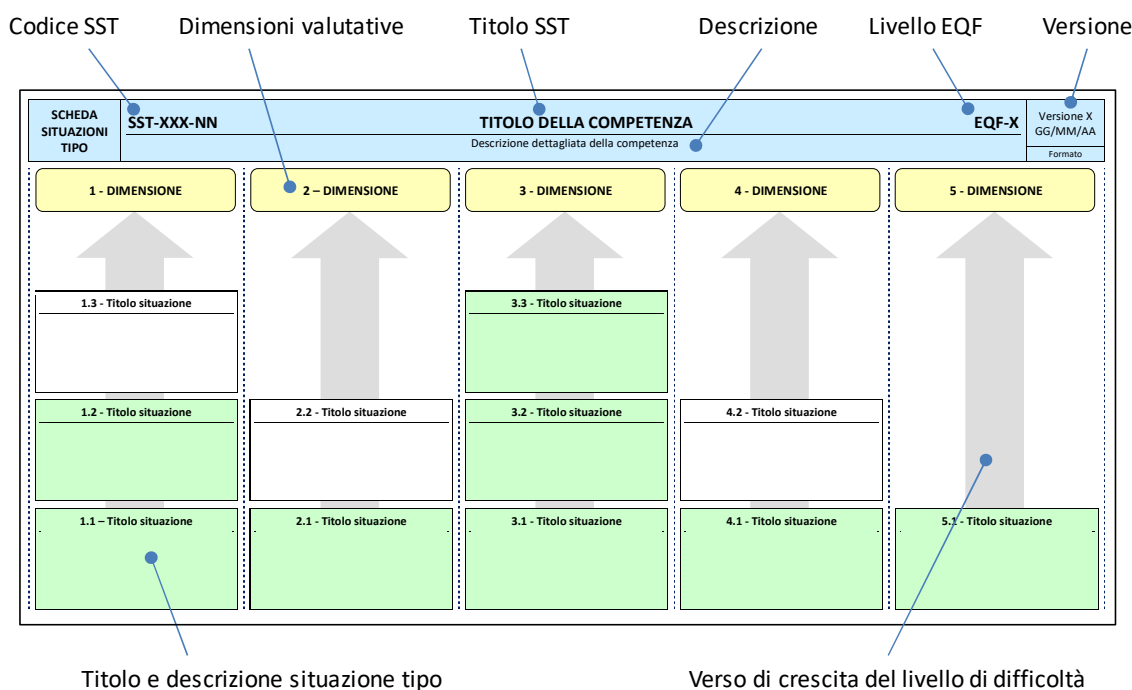 Codice SST
Dimensioni valutative
Titolo SST
Descrizione
Livello EQF
Versione
SCHEDA
SITUAZIONI
TIPO
SST-XXX-NN
TITOLO DELLA COMPETENZA
EQF-X
Descrizione dettagliata della competenza
Versione X
GG/MM/AA
Formato
1 - DIMENSIONE
2 – DIMENSIONE
3 - DIMENSIONE
4 - DIMENSIONE
5 - DIMENSIONE
1.3 - Titolo situazione
3.3 - Titolo situazione
1.2 - Titolo situazione
2.2 - Titolo situazione
3.2 - Titolo situazione
4.2 - Titolo situazione
1.1 – Titolo situazione
2.1 - Titolo situazione
3.1 - Titolo situazione
4.1 - Titolo situazione
5.1 - Titolo situazione
Titolo e descrizione situazione tipo
Verso di crescita del livello di difficoltà